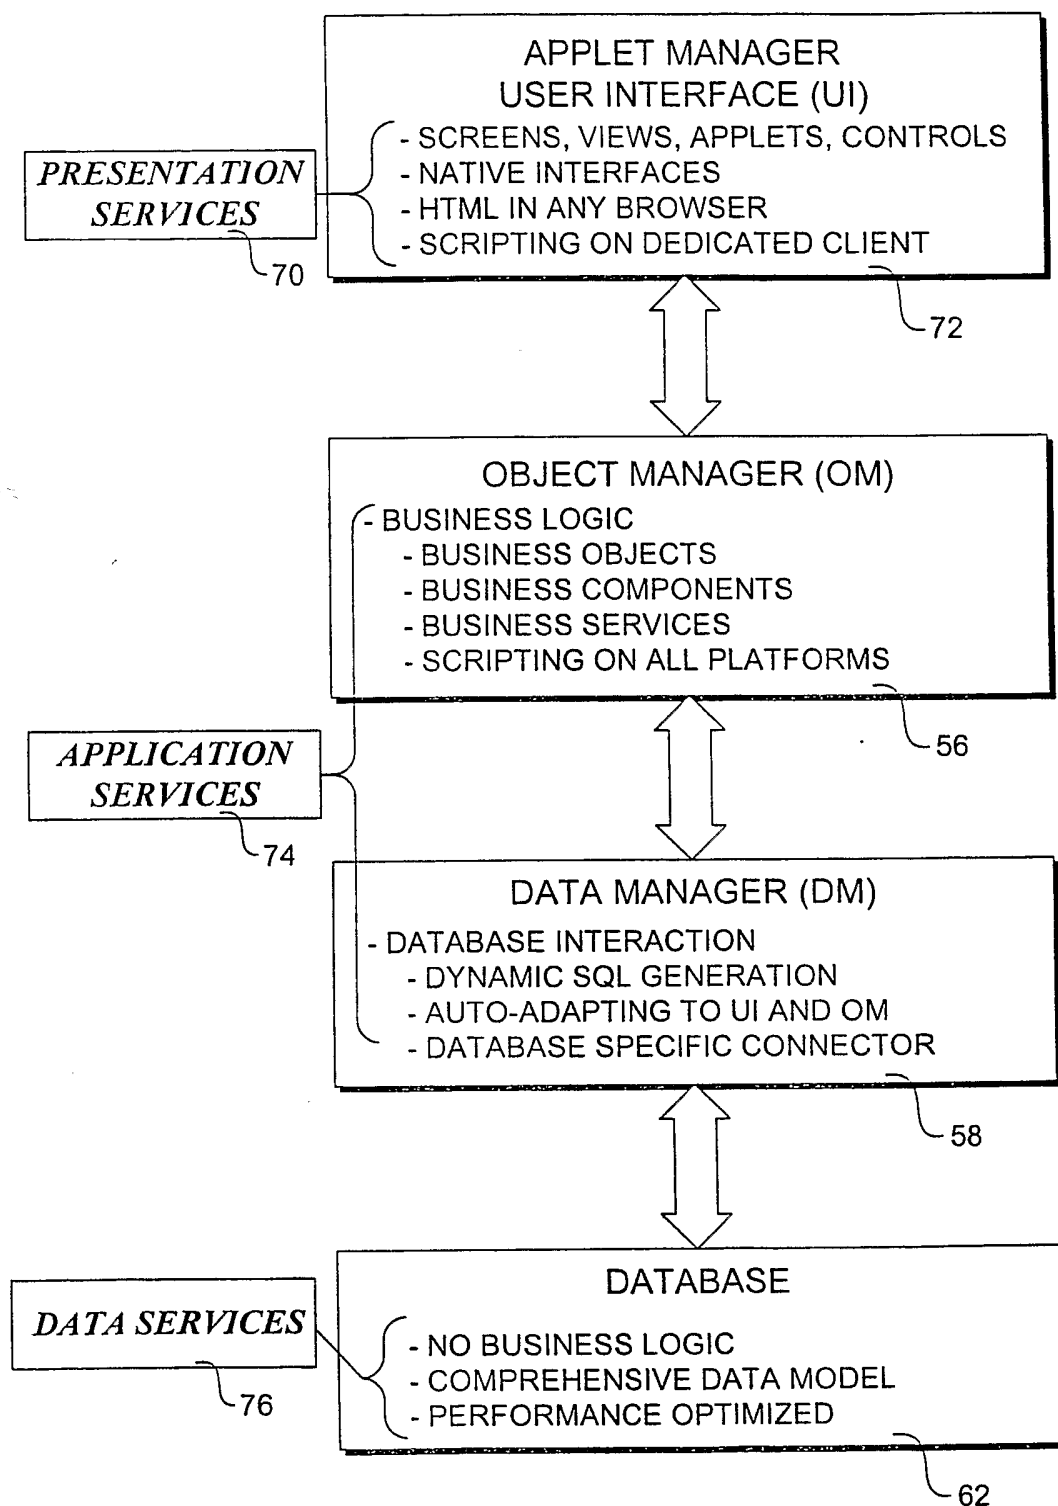 APPLET MANAGER
USER INTERFACE (UI)
- SCREENS, VIEWS, APPLETS, CONTROLS
- NATIVE INTERFACES
- HTML IN ANY BROWSER
- SCRIPTING ON DEDICATED CLIENT
PRESENTATION
SERVICES
70
72
OBJECT MANAGER (OM)
- BUSINESS LOGIC
- BUSINESS OBJECTS
- BUSINESS COMPONENTS
- BUSINESS SERVICES
- SCRIPTING ON ALL PLATFORMS
56
APPLICATION
SERVICES
74
DATA MANAGER (DM)
- DATABASE INTERACTION
- DYNAMIC SQL GENERATION
- AUTO-ADAPTING TO UI AND OM
- DATABASE SPECIFIC CONNECTOR
58
DATABASE
DATA SERVICES
- NO BUSINESS LOGIC
- COMPREHENSIVE DATA MODEL
- PERFORMANCE OPTIMIZED
76
62